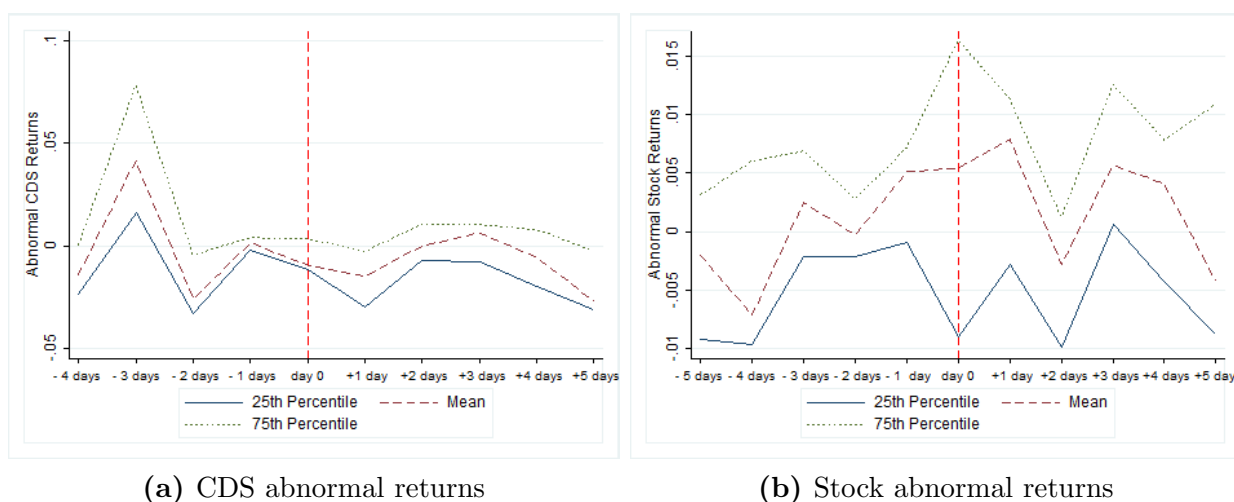 Abnormal CDS Returns
.1
.05
0
-.05
- 4 days - 3 days - 2 days - 1 days day 0 +1 day +2 days +3 days +4 days +5 days
25th Percentile Mean
75th Percentile
(a) CDS abnormal returns
Abnormal Stock Returns
.015
.01
.005
0
-.005
-.01
- 5 days - 4 days - 3 days - 2 days - 1 day day 0 +1 day +2 days +3 days +4 days +5 days
25th Percentile Mean
75th Percentile
(b) Stock abnormal returns